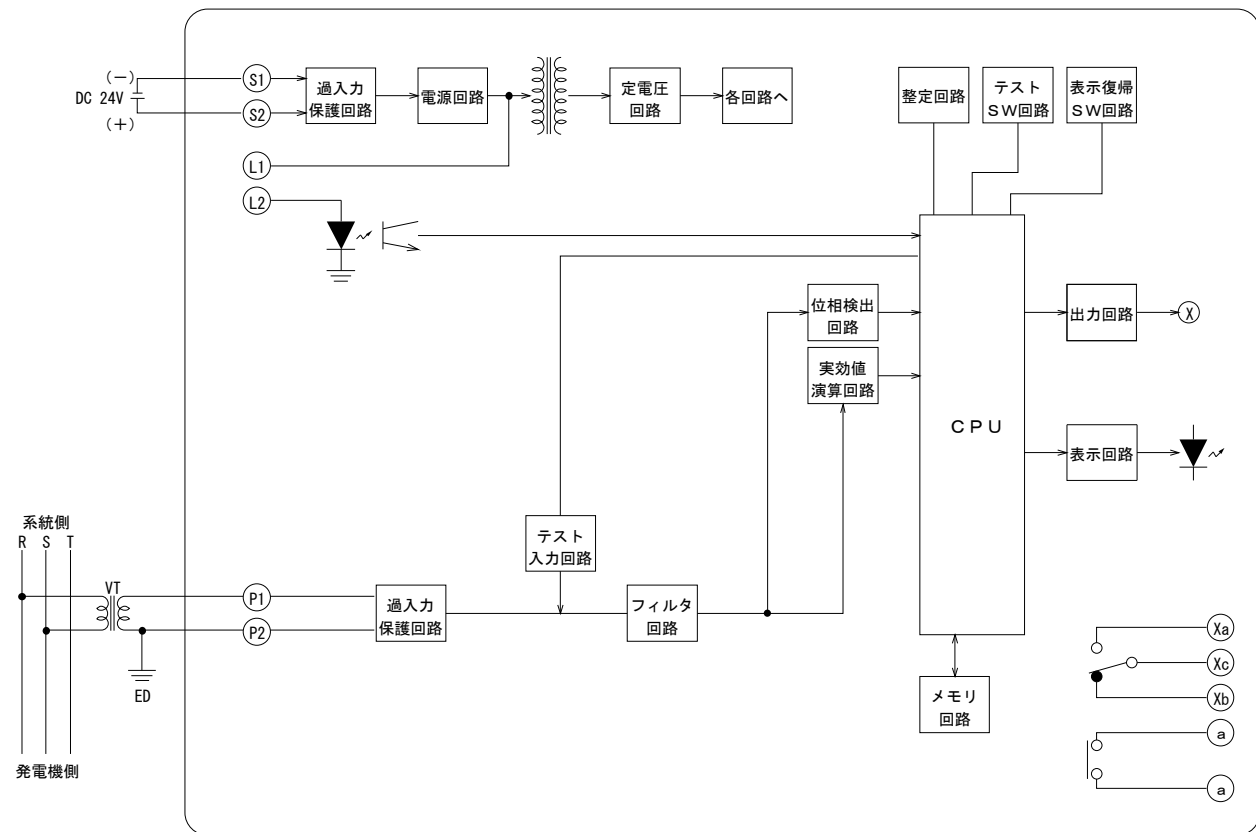 (－)
DC 24V
(＋)
S1
S2
過入力
保護回路
電源回路
定電圧
回路
各回路へ
整定回路
テスト
ＳＷ回路
表示復帰
ＳＷ回路
L1
L2
位相検出
回路
実効値
演算回路
ＣＰＵ
出力回路
X
表示回路
テスト
入力回路
系統側
R S T
VT
P1
P2
ED
発電機側
過入力
保護回路
フィルタ
回路
メモリ
回路
Xa
Xc
Xb
a
a